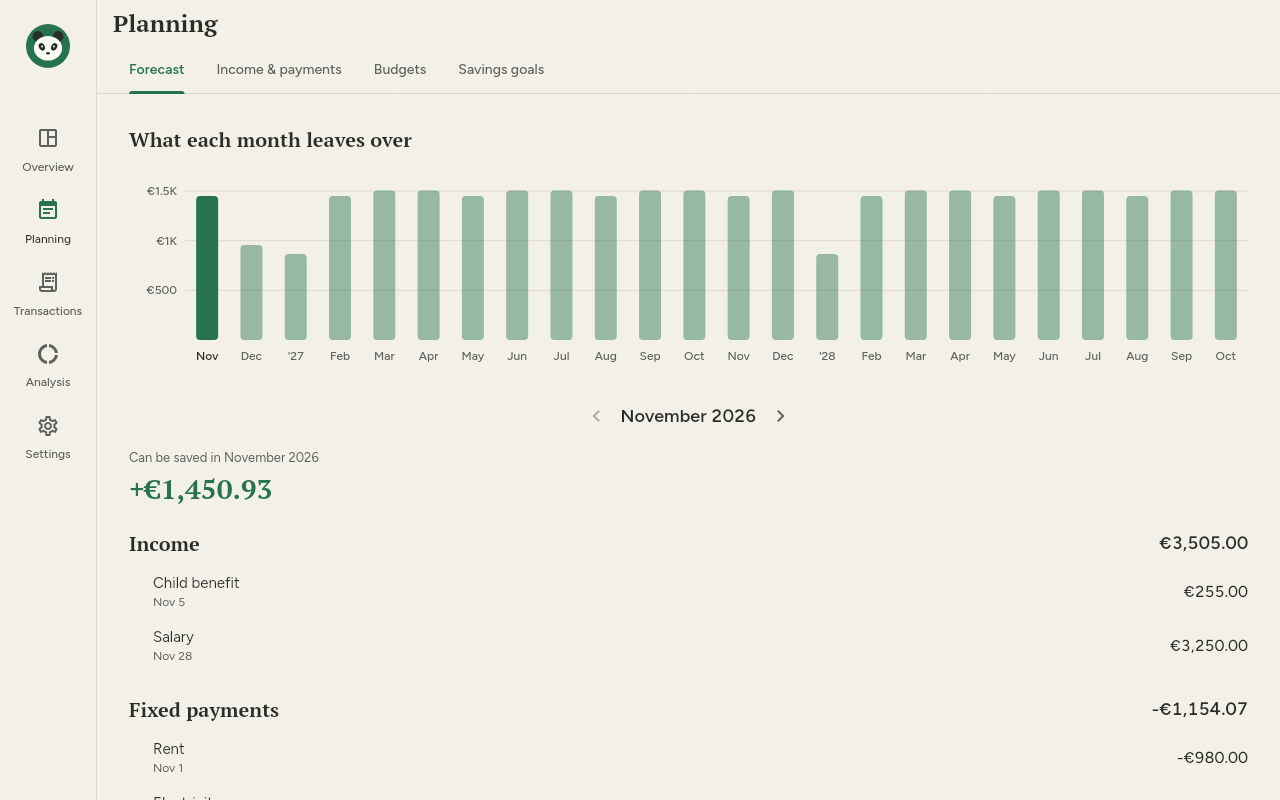 Planning
Forecast
Income & payments
Budgets
Savings goals
Overview
Planning
Transactions
Analysis
Settings
What each month leaves over
€1.5K
€1K
€500
Nov Dec '27 Feb Mar Apr May Jun Jul Aug Sep Oct Nov Dec '28 Feb Mar Apr May Jun Jul Aug Sep Oct
November 2026
Can be saved in November 2026
+€1,450.93
Income €3,505.00
Child benefit
Nov 5
€255.00
Salary
Nov 28
€3,250.00
Fixed payments -€1,154.07
Rent
Nov 1
-€980.00